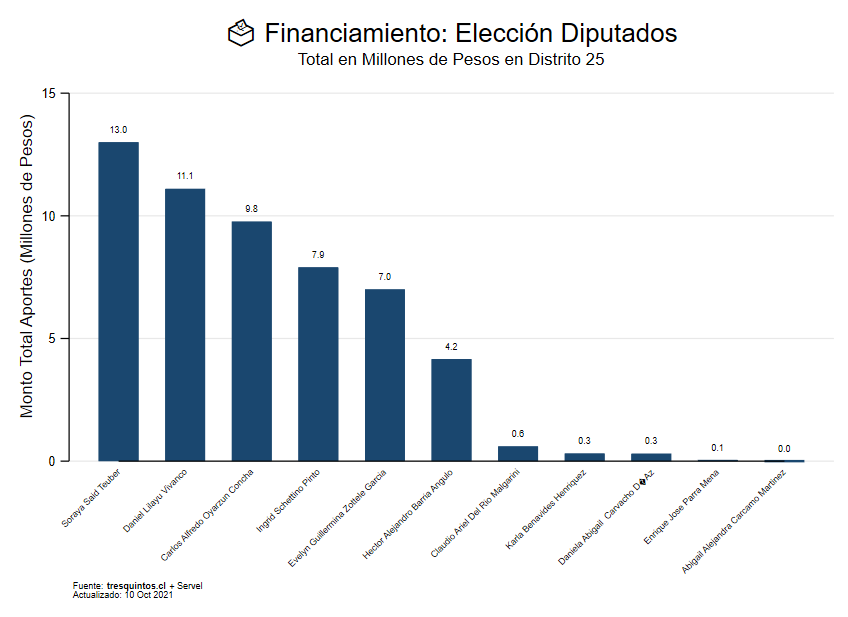 Financiamiento: Elección Diputados
Total en Millones de Pesos en Distrito 25
Monto Total Aportes (Millones de Pesos)
15
10
5
0
13.0
11.1
9.8
7.9
7.0
4.2
0.6
0.3
0.3
0.1
0.0
Soraya Said Teuber
Daniel Lilayu Vivanco
Carlos Alfredo Oyarzun Concha
Ingrid Schettino Pinto
Evelyn Guillermina Zottele Garcia
Hector Alejandro Barria Angulo
Claudio Ariel Del Rio Malgarini
Karla Benavides Henriquez
Daniela Abigail Carvacho D�Az
Enrique Jose Parra Mena
Abigail Alejandra Carcamo Martinez
Fuente: tresquintos.cl + Servel
Actualizado: 10 Oct 2021